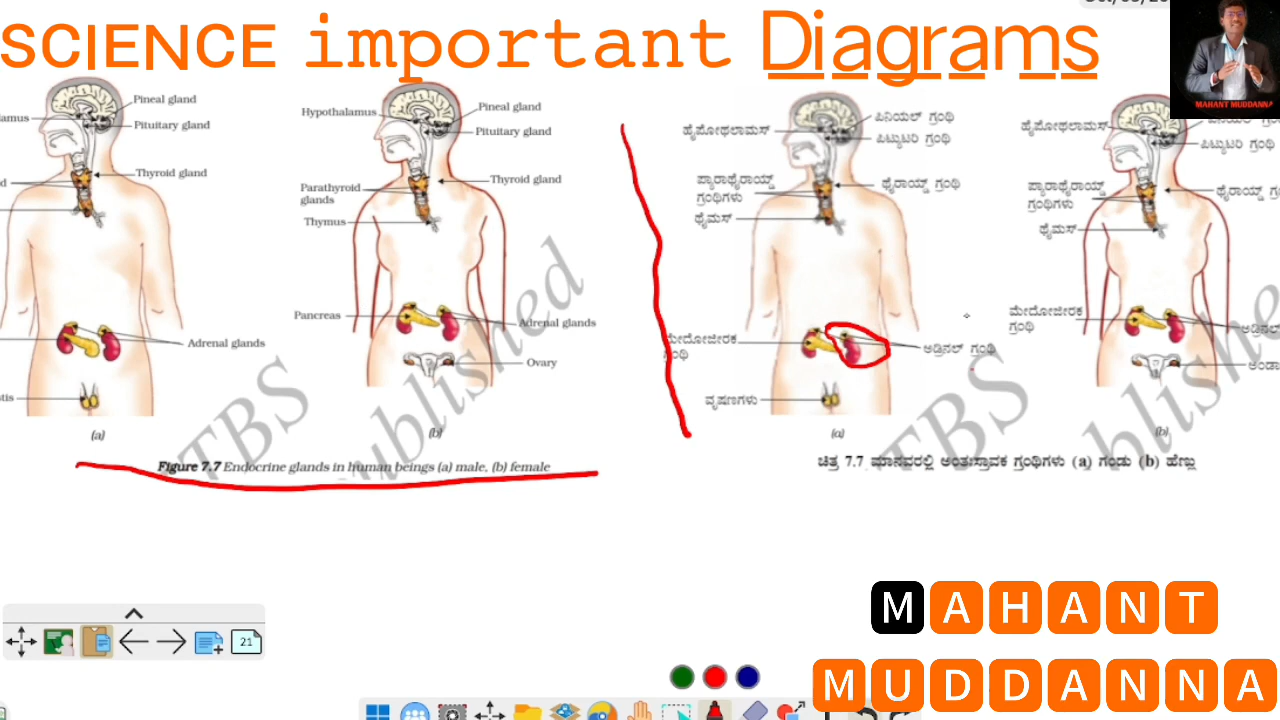 SCIENCE important Diagrams
MAHANT MUDDANNA
Pineal gland
Pituitary gland
Thyroid gland
Adrenal glands
(a)
Hypothalamus
Pineal gland
Pituitary gland
Parathyroid
glands
Thyroid gland
Thymus
Pancreas
Adrenal glands
Ovary
(b)
Figure 7.7 Endocrine glands in human beings (a) male, (b) female
ಹೈಪೋಥಲಾಮಸ್
ಪಿನಿಯಲ್ ಗ್ರಂಥಿ
ಪಿಟ್ಯುಟರಿ ಗ್ರಂಥಿ
ಪ್ಯಾರಾಥೈರಾಯ್ಡ್
ಗ್ರಂಥಿಗಳು
ಥೈರಾಯ್ಡ್ ಗ್ರಂಥಿ
ಥೈಮಸ್
ಮೇದೋಜೀರಕ
ಗ್ರಂಥಿ
ಅಡ್ರಿನಲ್ ಗ್ರಂಥಿ
ವೃಷಣಗಳು
(a)
ಹೈಪೋಥಲಾಮಸ್
ಪಿಟ್ಯುಟರಿ ಗ್ರಂಥಿ
ಪ್ಯಾರಾಥೈರಾಯ್ಡ್
ಗ್ರಂಥಿಗಳು
ಥೈರಾಯ್ಡ್
ಥೈಮಸ್
ಮೇದೋಜೀರಕ
ಗ್ರಂಥಿ
(b)
ಚಿತ್ರ 7.7 ಮಾನವರಲ್ಲಿ ಅಂತಃಸ್ರಾವಕ ಗ್ರಂಥಿಗಳು (a) ಗಂಡು (b) ಹೆಣ್ಣು
21
MAHANT
MUDDANNA